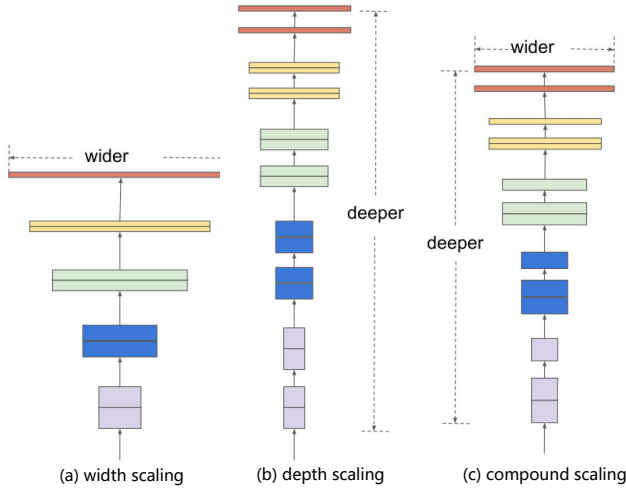 wider
(a) width scaling
deeper
(b) depth scaling
wider
deeper
(c) compound scaling